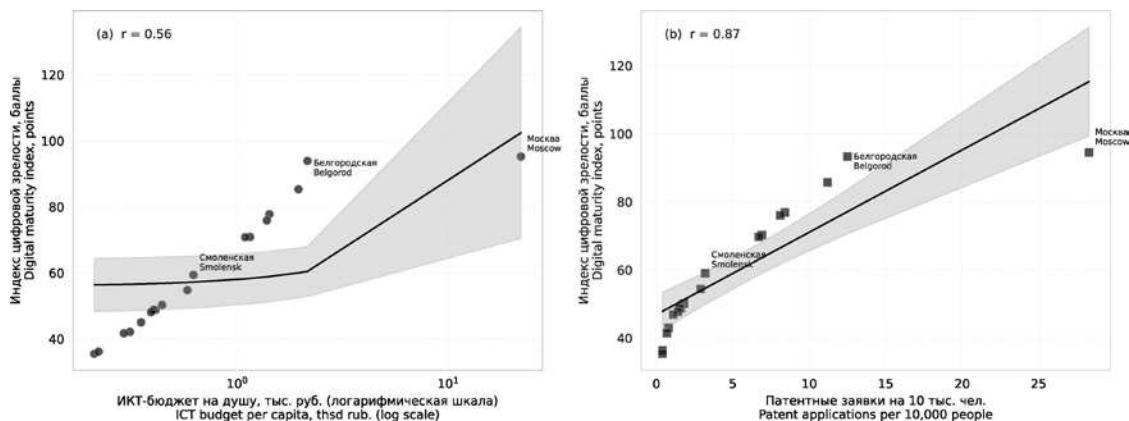 (a) r = 0.56
120
100
80
60
40
Индекс цифровой зрелости, баллы
Digital maturity index, points
Москва
Moscow
Белгородская
Belgorod
Смоленская
Smolensk
10⁰
10¹
ИКТ-бюджет на душу, тыс. руб. (логарифмическая шкала)
ICT budget per capita, thsd rub. (log scale)
(b) r = 0.87
120
100
80
60
40
Индекс цифровой зрелости, баллы
Digital maturity index, points
Москва
Moscow
Белгородская
Belgorod
Смоленская
Smolensk
0 5 10 15 20 25
Патентные заявки на 10 тыс. чел.
Patent applications per 10,000 people